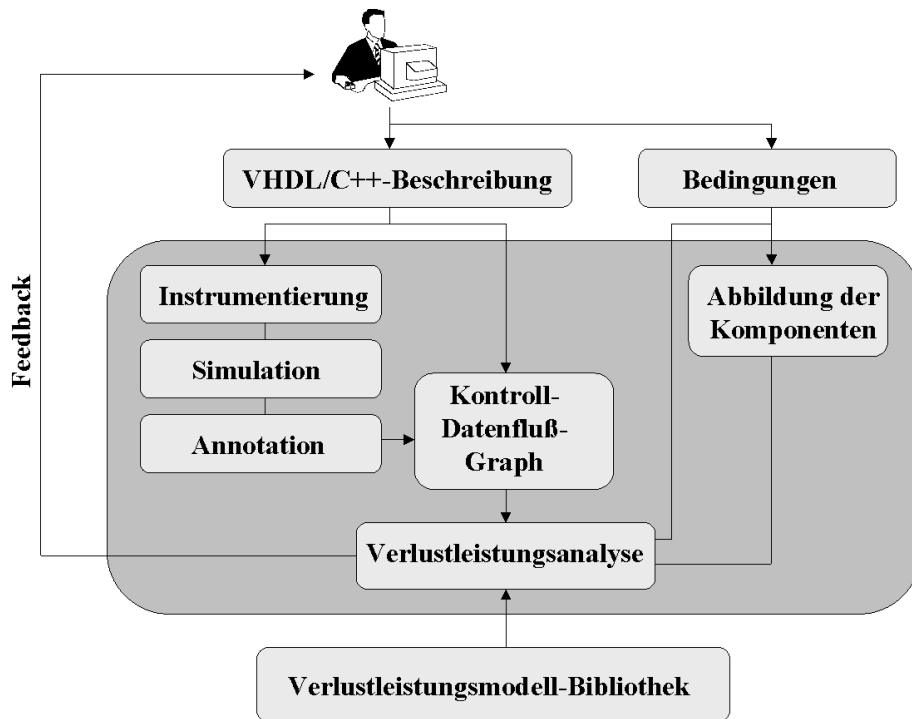 VHDL/C++-Beschreibung
Bedingungen
Feedback
Instrumentierung
Abbildung der
Komponenten
Simulation
Kontroll-
Datenfluß-
Graph
Annotation
Verlustleistungsanalyse
Verlustleistungsmodell-Bibliothek